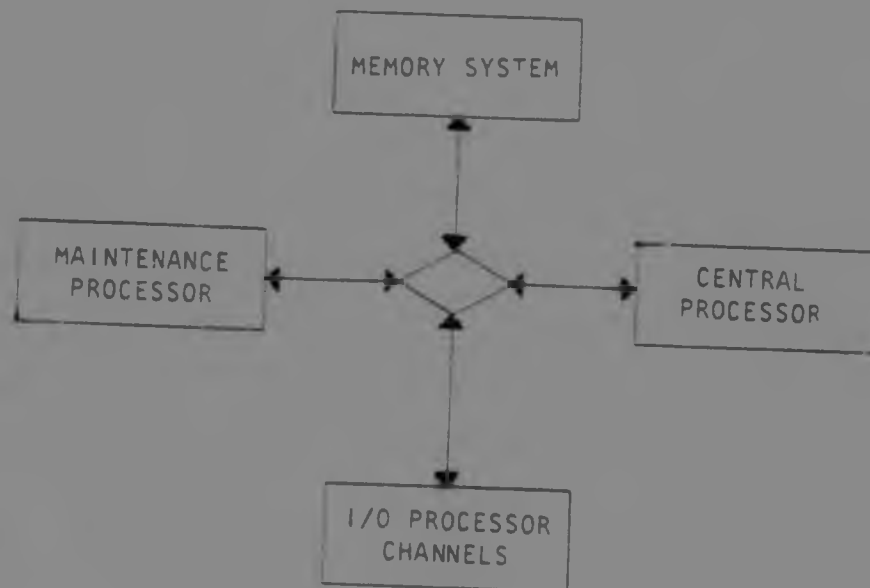 MEMORY SYSTEM
MAINTENANCE
PROCESSOR
CENTRAL
PROCESSOR
I/O PROCESSOR
CHANNELS